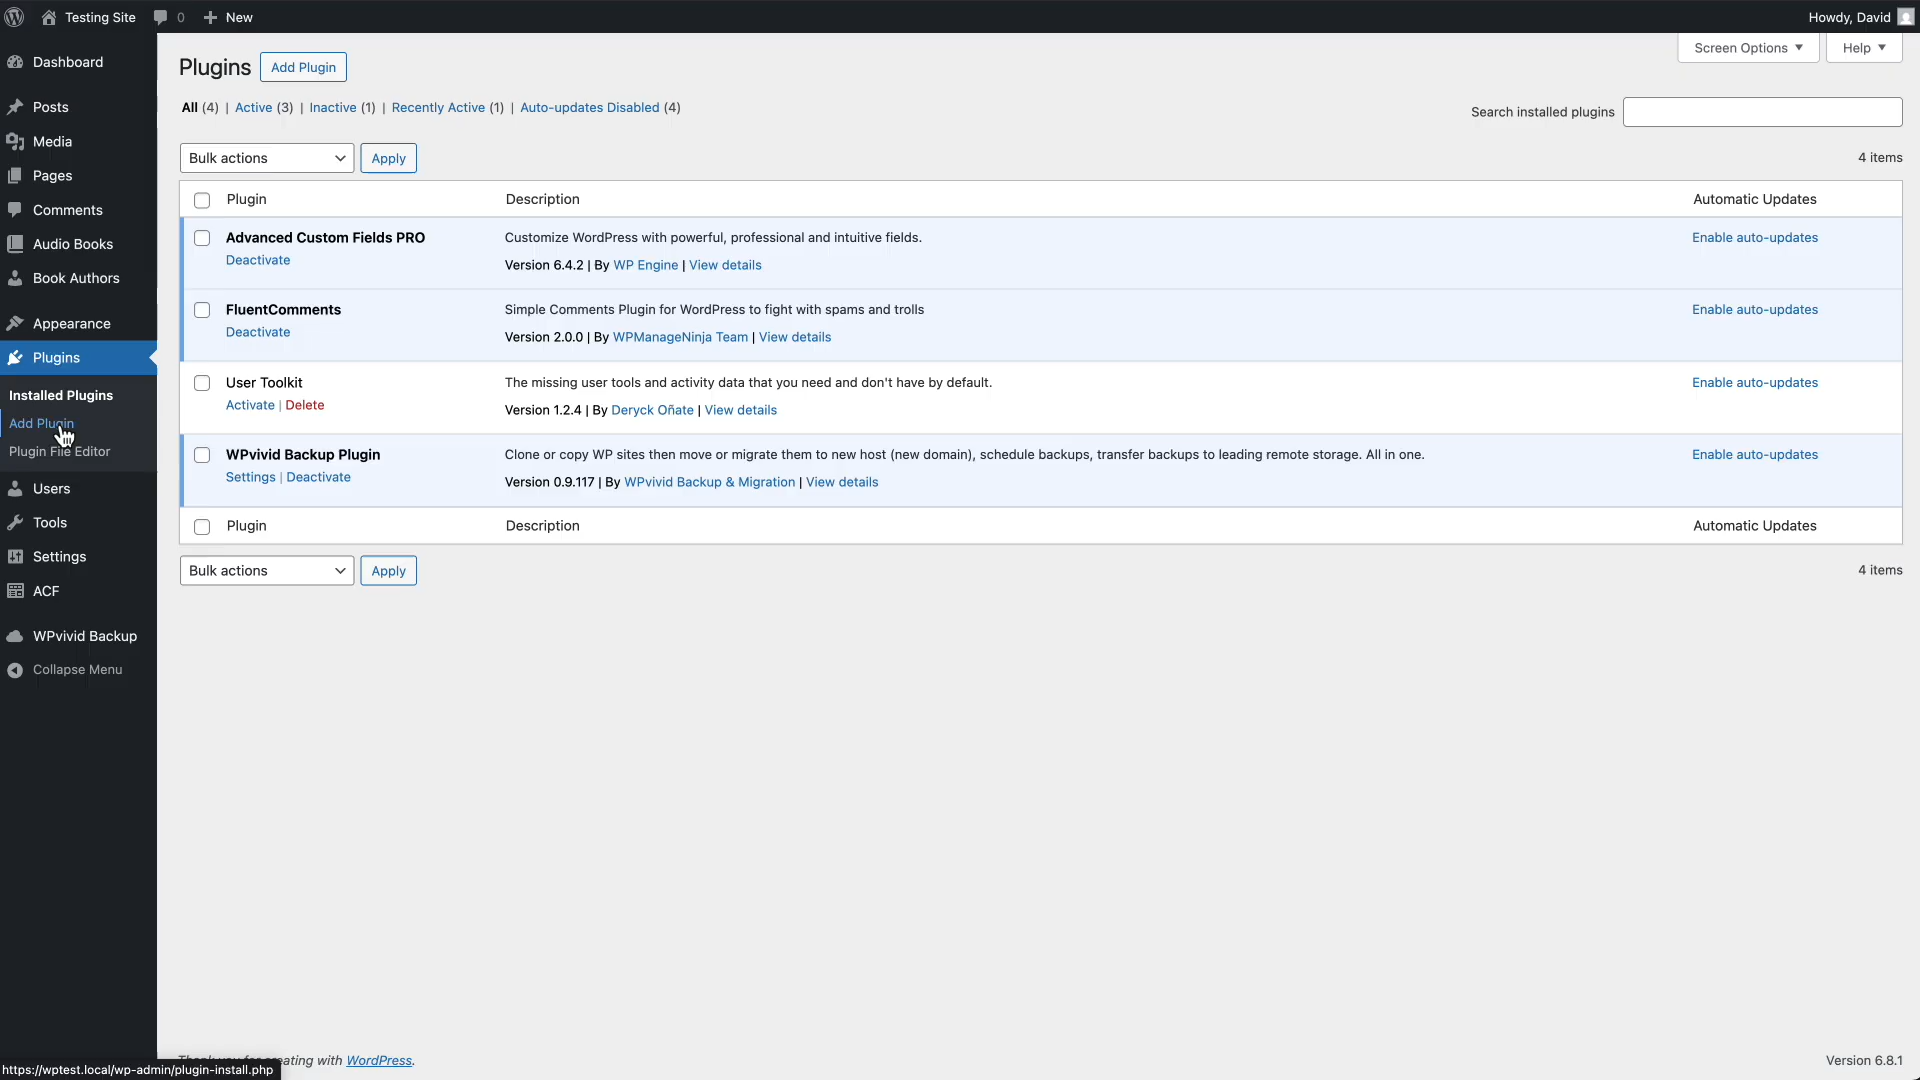 Testing Site 0 New Howdy, David
Dashboard
Posts
Media
Pages
Comments
Audio Books
Book Authors
Appearance
Plugins
Installed Plugins
Add Plugin
Plugin File Editor
Users
Tools
Settings
ACF
WPvivid Backup
Collapse Menu
Screen Options Help
Plugins Add Plugin
All (4) | Active (3) | Inactive (1) | Recently Active (1) | Auto-updates Disabled (4)
Search installed plugins
Bulk actions Apply 4 items
Plugin Description Automatic Updates
Advanced Custom Fields PRO Customize WordPress with powerful, professional and intuitive fields. Enable auto-updates
Deactivate Version 6.4.2 | By WP Engine | View details
FluentComments Simple Comments Plugin for WordPress to fight with spams and trolls Enable auto-updates
Deactivate Version 2.0.0 | By WPManageNinja Team | View details
User Toolkit The missing user tools and activity data that you need and don't have by default. Enable auto-updates
Activate | Delete Version 1.2.4 | By Deryck Oñate | View details
WPvivid Backup Plugin Clone or copy WP sites then move or migrate them to new host (new domain), schedule backups, transfer backups to leading remote storage. All in one. Enable auto-updates
Settings | Deactivate Version 0.9.117 | By WPvivid Backup & Migration | View details
Plugin Description Automatic Updates
Bulk actions Apply 4 items
Thank you for creating with WordPress. Version 6.8.1
https://wptest.local/wp-admin/plugin-install.php